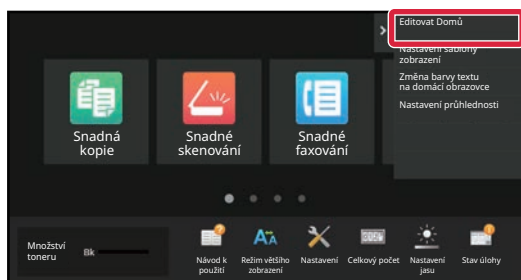 Editovat Domů
Nastavení šablony
zobrazení
Změna barvy textu
na domácí obrazovce
Nastavení průhlednosti
Snadná
kopie
Snadné
skenování
Snadné
faxování
Množství
toneru
Bk
Návod k
použití
Režim většího
zobrazení
Nastavení
Celkový počet
Nastavení
jasu
Stav úlohy